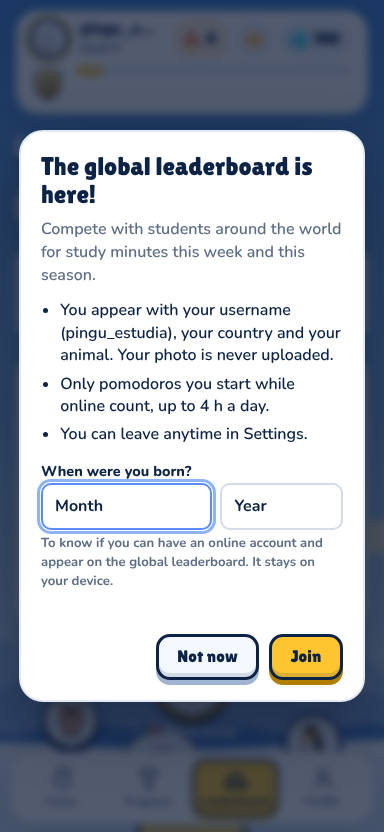 The global leaderboard is
here!
Compete with students around the world
for study minutes this week and this
season.
• You appear with your username
(pingu_estudia), your country and your
animal. Your photo is never uploaded.
• Only pomodoros you start while
online count, up to 4 h a day.
• You can leave anytime in Settings.
When were you born?
Month Year
To know if you can have an online account and
appear on the global leaderboard. It stays on
your device.
Not now Join